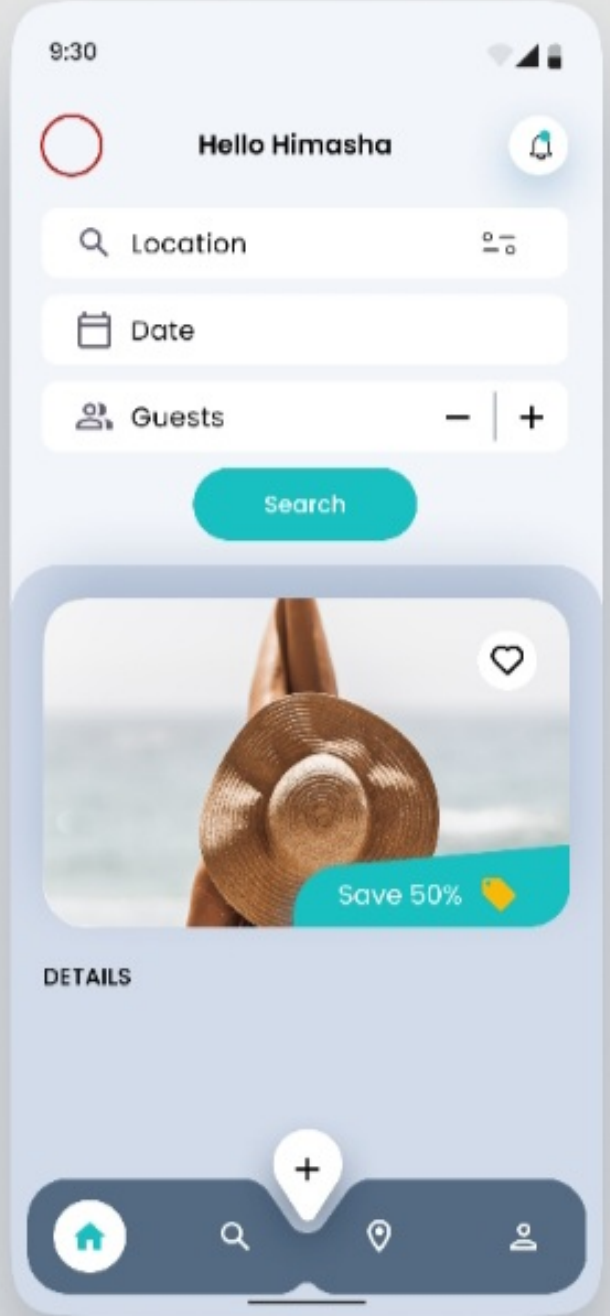 9:30
Hello Himasha
Location
Date
Guests
Search
Save 50%
DETAILS